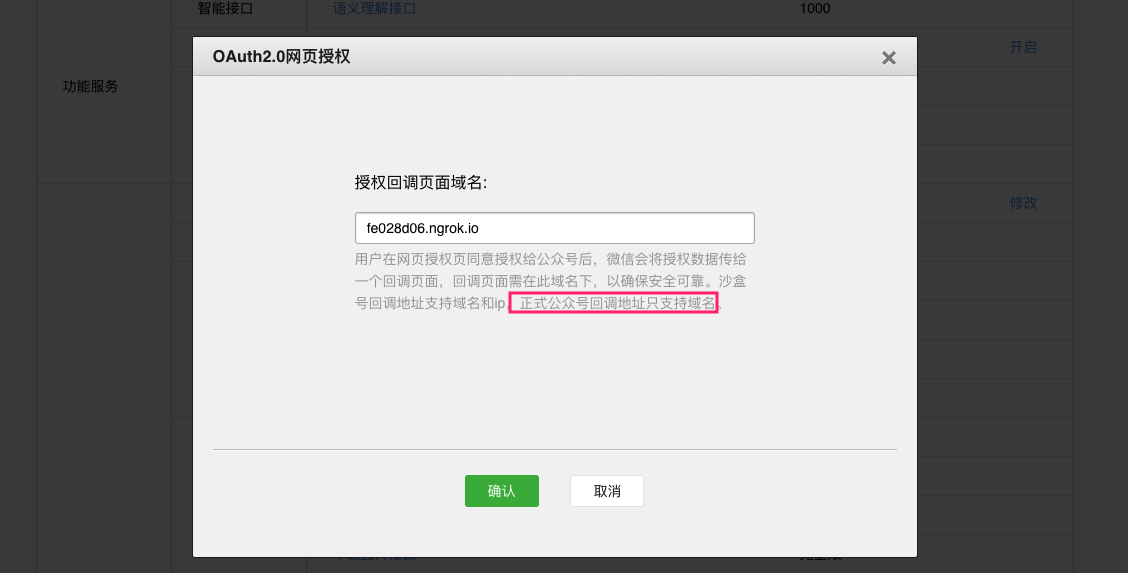 智能接口 语义理解接口 1000
OAuth2.0网页授权
开启
功能服务
授权回调页面域名:
修改
fe028d06.ngrok.io
用户在网页授权页同意授权给公众号后，微信会将授权数据传给
一个回调页面，回调页面需在此域名下，以确保安全可靠。沙盒
号回调地址支持域名和ip，正式公众号回调地址只支持域名。
确认 取消